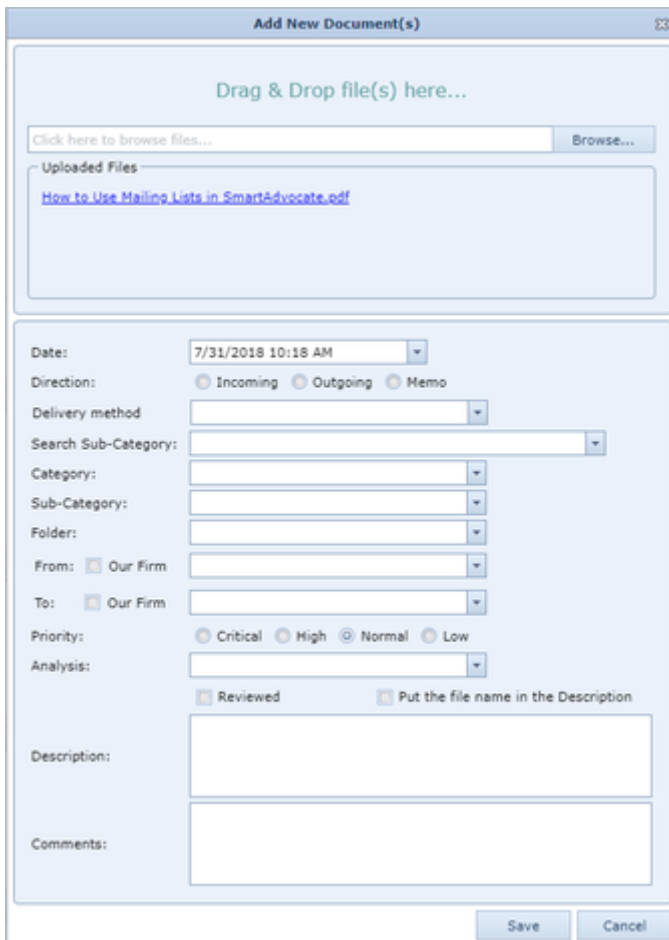 Add New Document(s)
Drag & Drop file(s) here...
Click here to browse files... Browse...
Uploaded Files
How to Use Mailing Lists in SmartAdvocate.pdf
Date: 7/31/2018 10:18 AM
Direction: Incoming Outgoing Memo
Delivery method
Search Sub-Category:
Category:
Sub-Category:
Folder:
From: Our Firm
To: Our Firm
Priority: Critical High Normal Low
Analysis:
Reviewed Put the file name in the Description
Description:
Comments:
Save Cancel